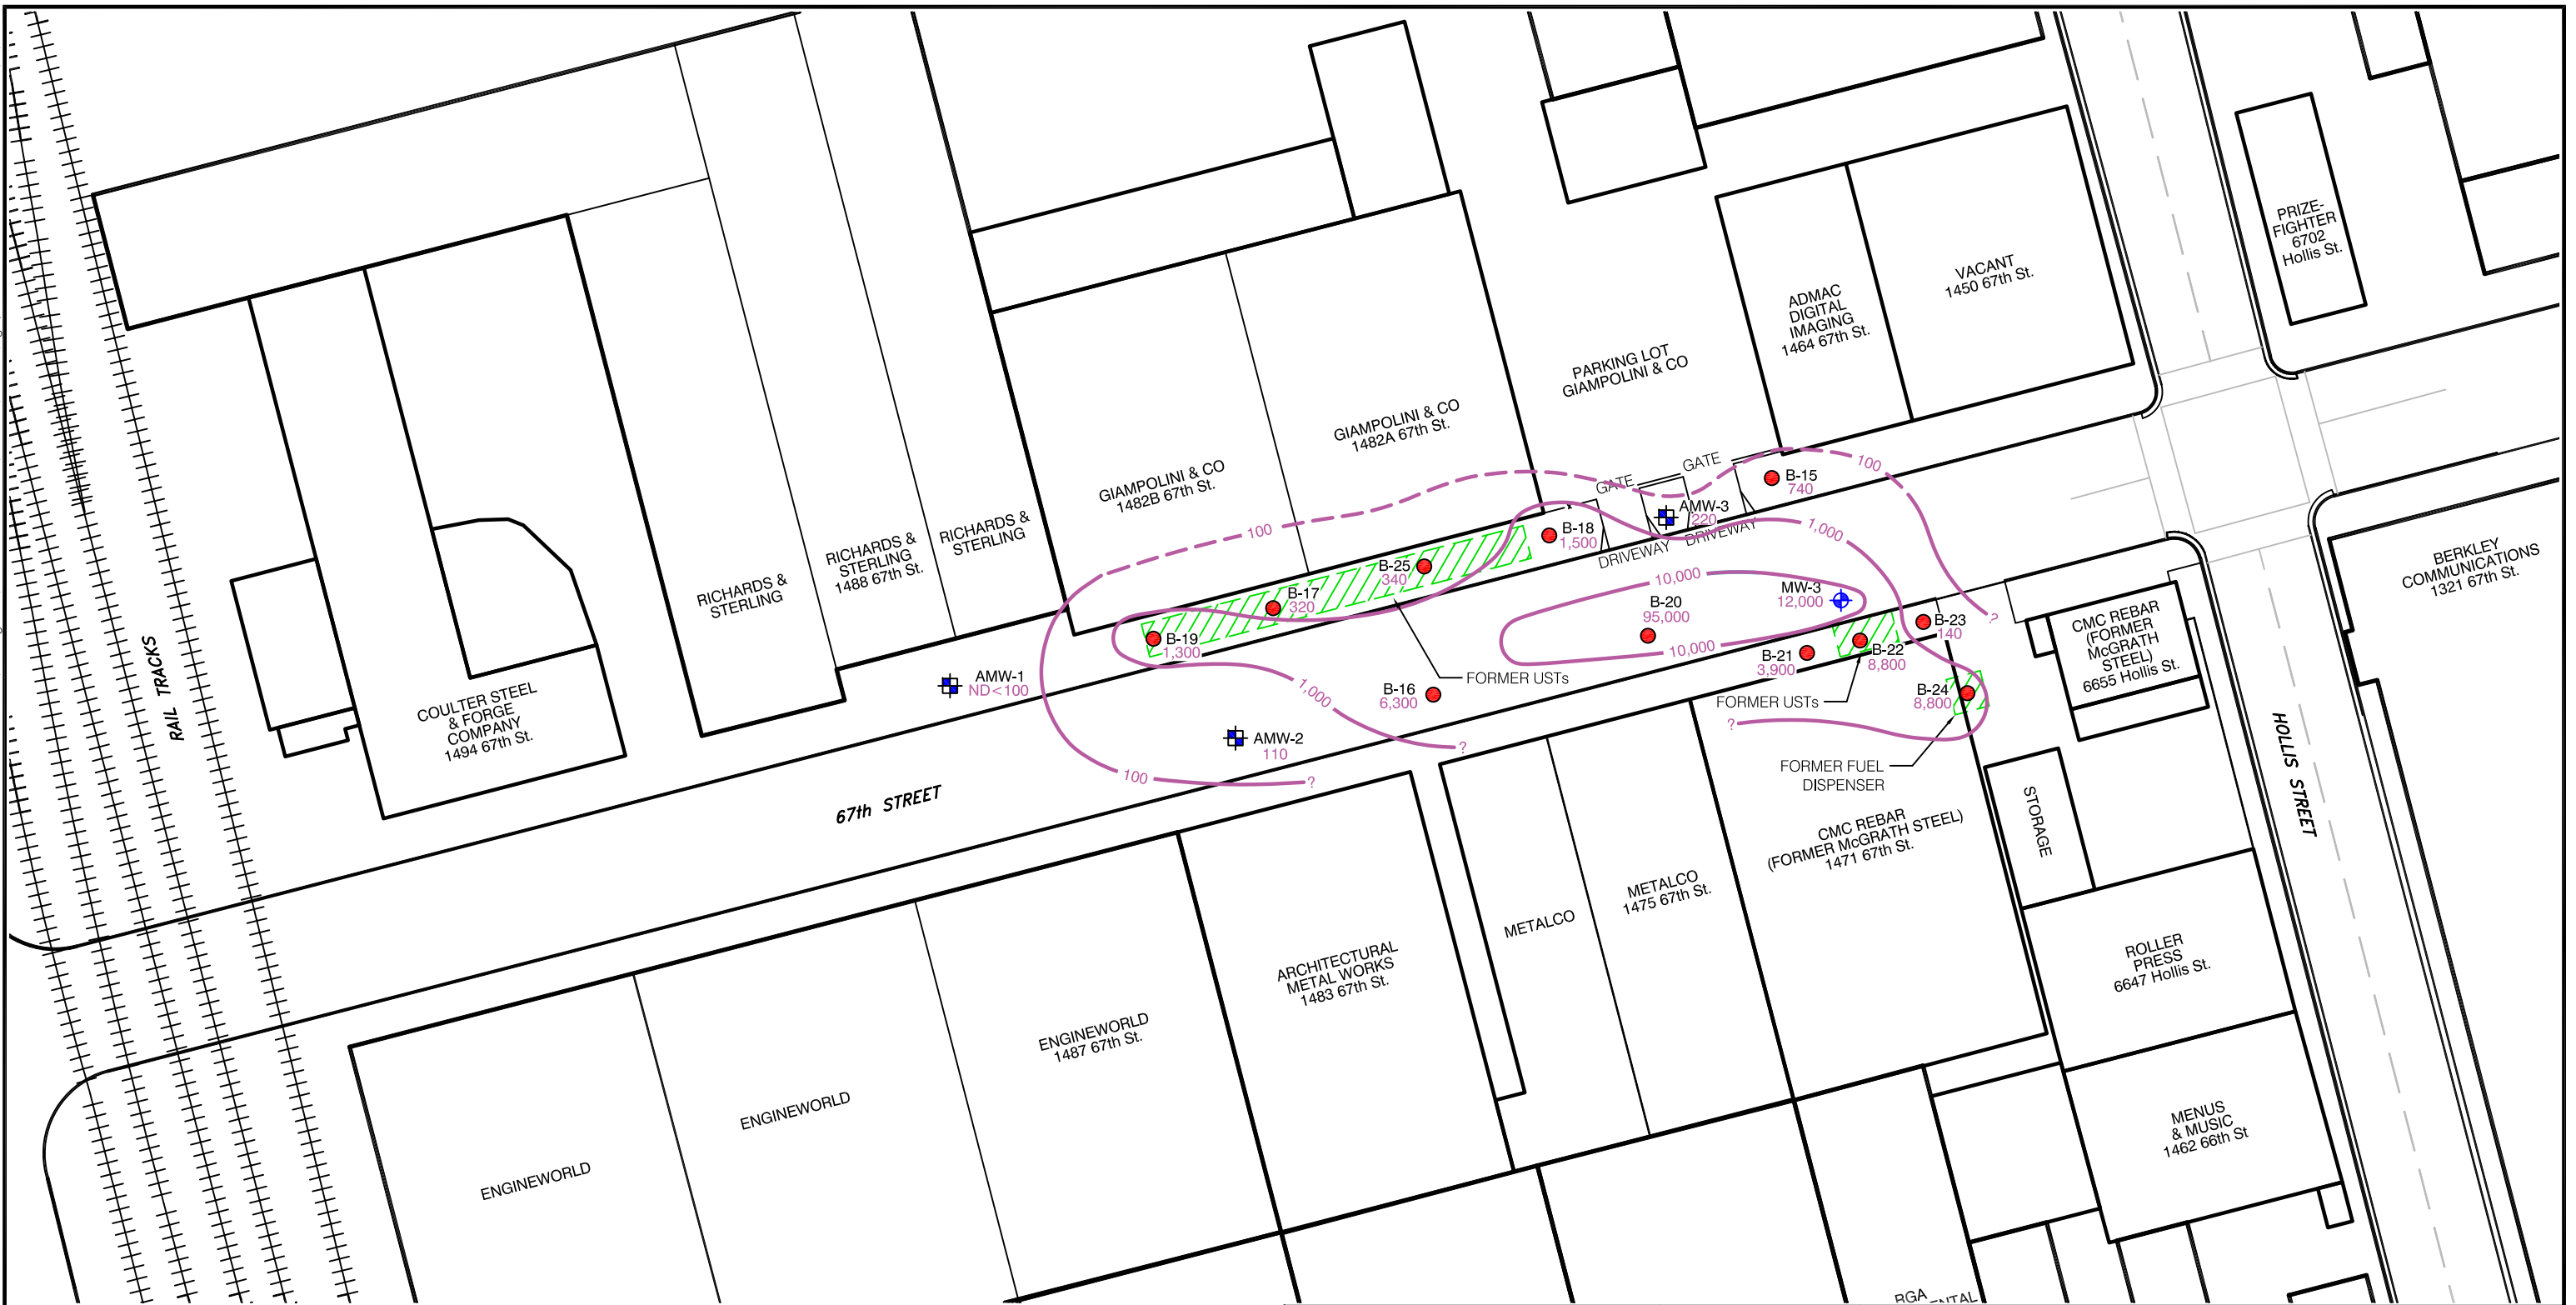 PRIZE-
FIGHTER
6702
Hollis St.
VACANT
1450 67th St.
ADMAC
DIGITAL
IMAGING
1464 67th St.
PARKING LOT
GIAMPOLINI & CO
GIAMPOLINI & CO
1482A 67th St.
GIAMPOLINI & CO
1482B 67th St.
RICHARDS &
STERLING
RICHARDS &
STERLING
1488 67th St.
RICHARDS &
STERLING
COULTER STEEL
& FORGE
COMPANY
1494 67th St.
RAIL TRACKS
GATE
GATE
100
100
B-15
740
AMW-3
220
B-18
1,500
DRIVEWAY
DRIVEWAY
1,000
B-25
340
B-17
320
B-19
1,300
10,000
MW-3
12,000
B-20
95,000
10,000
B-23
140
B-22
8,800
B-21
3,900
?
FORMER USTs
AMW-1
ND<100
B-16
6,300
1,000
FORMER USTs
B-24
8,800
?
?
AMW-2
110
100
?
FORMER FUEL
DISPENSER
67th STREET
BERKLEY
COMMUNICATIONS
1321 67th St.
CMC REBAR
(FORMER
McGRATH
STEEL)
6655 Hollis St.
HOLLIS STREET
STORAGE
CMC REBAR
(FORMER McGRATH STEEL)
1471 67th St.
METALCO
1475 67th St.
METALCO
ARCHITECTURAL
METAL WORKS
1483 67th St.
ENGINEWORLD
1487 67th St.
ENGINEWORLD
ENGINEWORLD
ROLLER
PRESS
6647 Hollis St.
MENUS
& MUSIC
1462 66th St
RGA